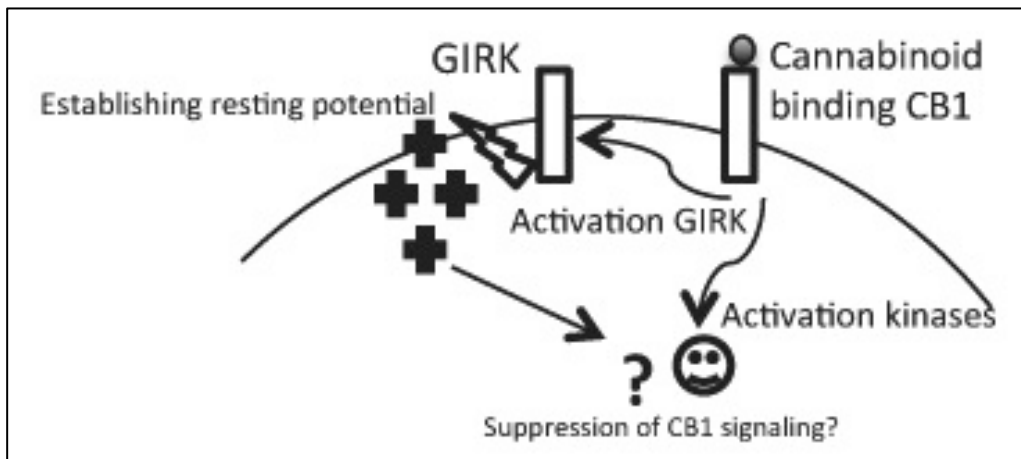 GIRK
Cannabinoid
binding CB1
Establishing resting potential
Activation GIRK
Activation kinases
?
Suppression of CB1 signaling?